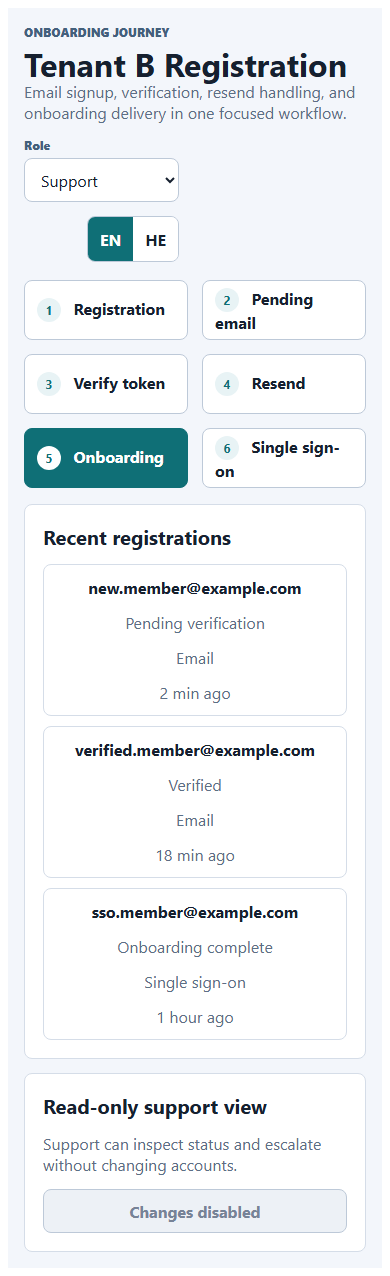 ONBOARDING JOURNEY
Tenant B Registration
Email signup, verification, resend handling, and
onboarding delivery in one focused workflow.
Role
Support
EN HE
1 Registration
2 Pending
email
3 Verify token
4 Resend
5 Onboarding
6 Single sign-
on
Recent registrations
new.member@example.com
Pending verification
Email
2 min ago
verified.member@example.com
Verified
Email
18 min ago
sso.member@example.com
Onboarding complete
Single sign-on
1 hour ago
Read-only support view
Support can inspect status and escalate
without changing accounts.
Changes disabled